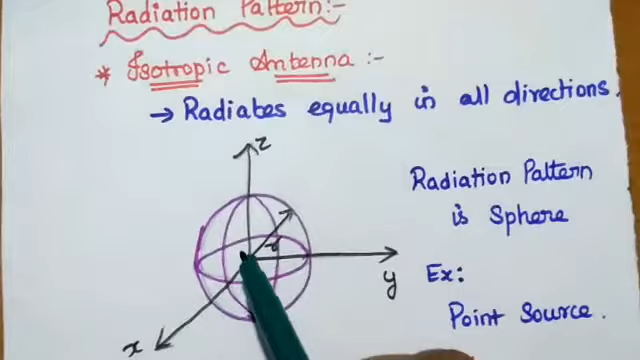 Radiation Pattern:-
* Isotropic Antenna :-
→ Radiates equally in all directions.
z
Radiation Pattern
is Sphere
r
y
Ex:
Point Source.
x